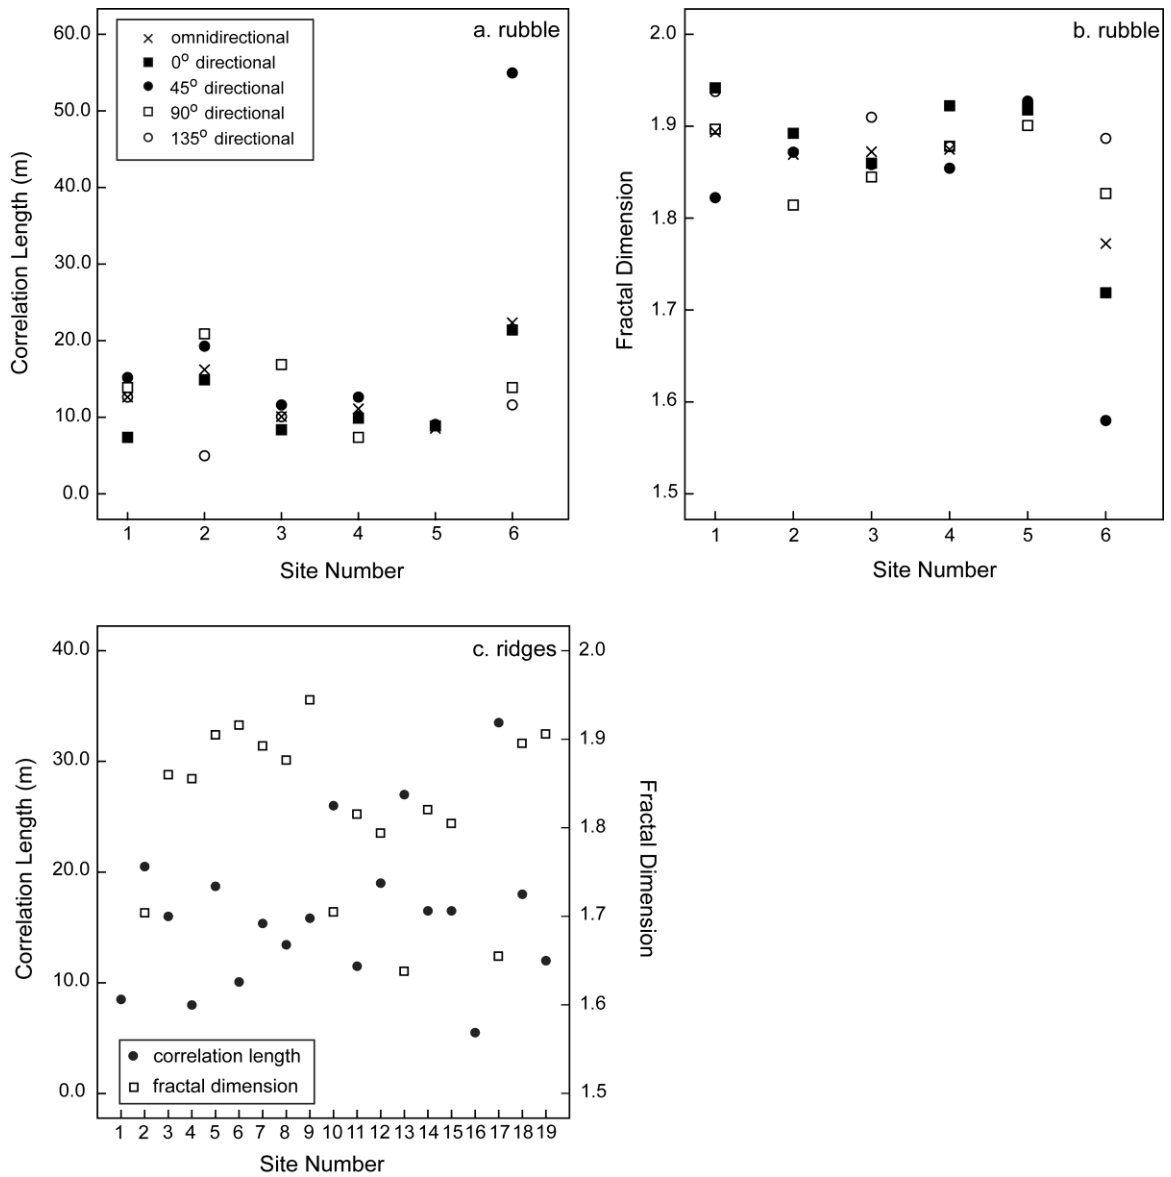 a. rubble
60.0
50.0
40.0
30.0
20.0
10.0
0.0
Correlation Length (m)
omnidirectional
0° directional
45° directional
90° directional
135° directional
1 2 3 4 5 6
Site Number
b. rubble
2.0
1.9
1.8
1.7
1.6
1.5
Fractal Dimension
1 2 3 4 5 6
Site Number
c. ridges
40.0
30.0
20.0
10.0
0.0
Correlation Length (m)
2.0
1.9
1.8
1.7
1.6
1.5
Fractal Dimension
correlation length
fractal dimension
1 2 3 4 5 6 7 8 9 10 11 12 13 14 15 16 17 18 19
Site Number